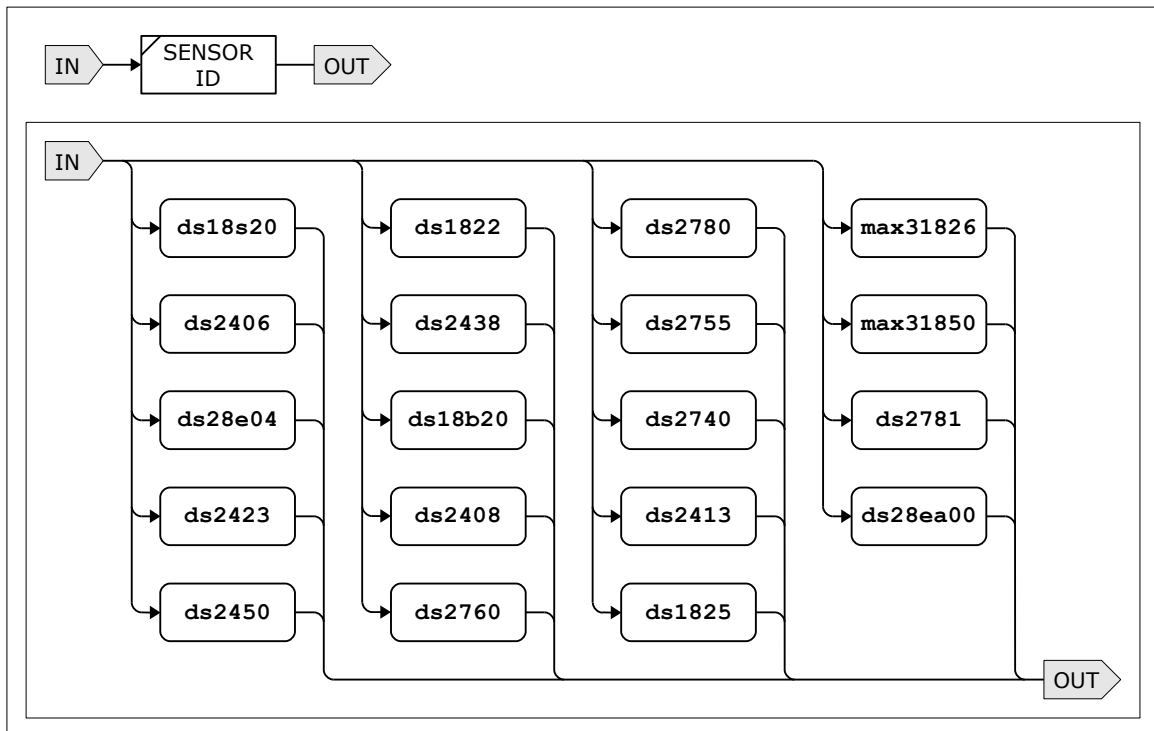 IN
SENSOR
ID
OUT
IN
ds18s20
ds1822
ds2780
max31826
ds2406
ds2438
ds2755
max31850
ds28e04
ds18b20
ds2740
ds2781
ds2423
ds2408
ds2413
ds28ea00
ds2450
ds2760
ds1825
OUT